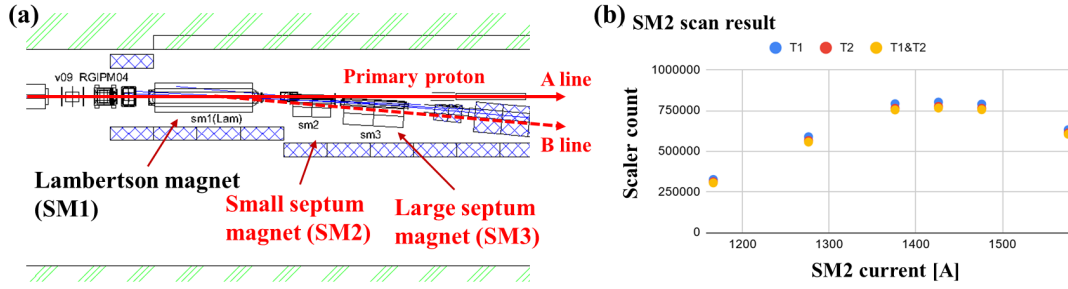 (a)
v09 RGIPM04
Primary proton
A line
sm1(Lam)
sm2
sm3
B line
Lambertson magnet
(SM1)
Small septum
magnet (SM2)
Large septum
magnet (SM3)
(b)
SM2 scan result
T1 T2 T1&T2
1000000
750000
500000
250000
0
Scaler count
1200 1300 1400 1500
SM2 current [A]